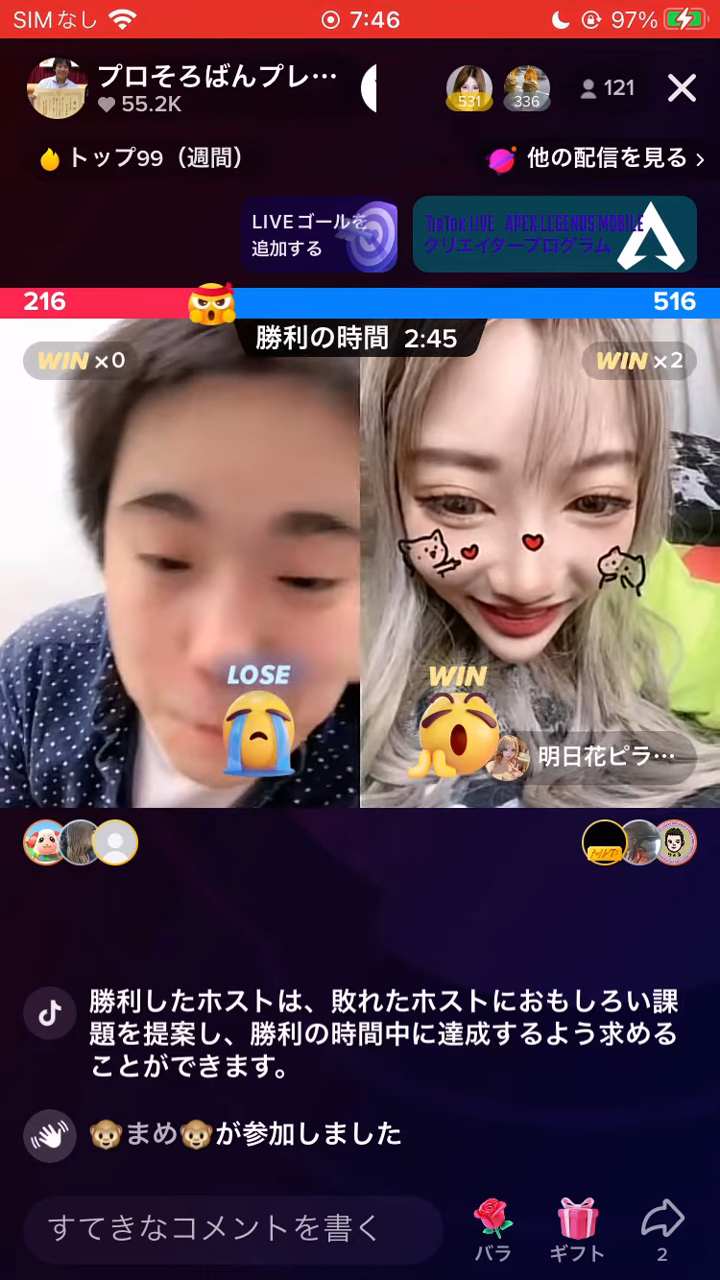 SIMなし 7:46 97%
プロそろばんプレ… 531 336 121
55.2K
トップ99（週間） 他の配信を見る
LIVEゴールを
追加する
TikTok LIVE APEX LEGENDS MOBILE
クリエイタープログラム
216 516
勝利の時間 2:45
WIN ×0 WIN ×2
LOSE WIN
明日花ピラ…
勝利したホストは、敗れたホストにおもしろい課
題を提案し、勝利の時間中に達成するよう求める
ことができます。
まめが参加しました
すてきなコメントを書く
バラ ギフト 2